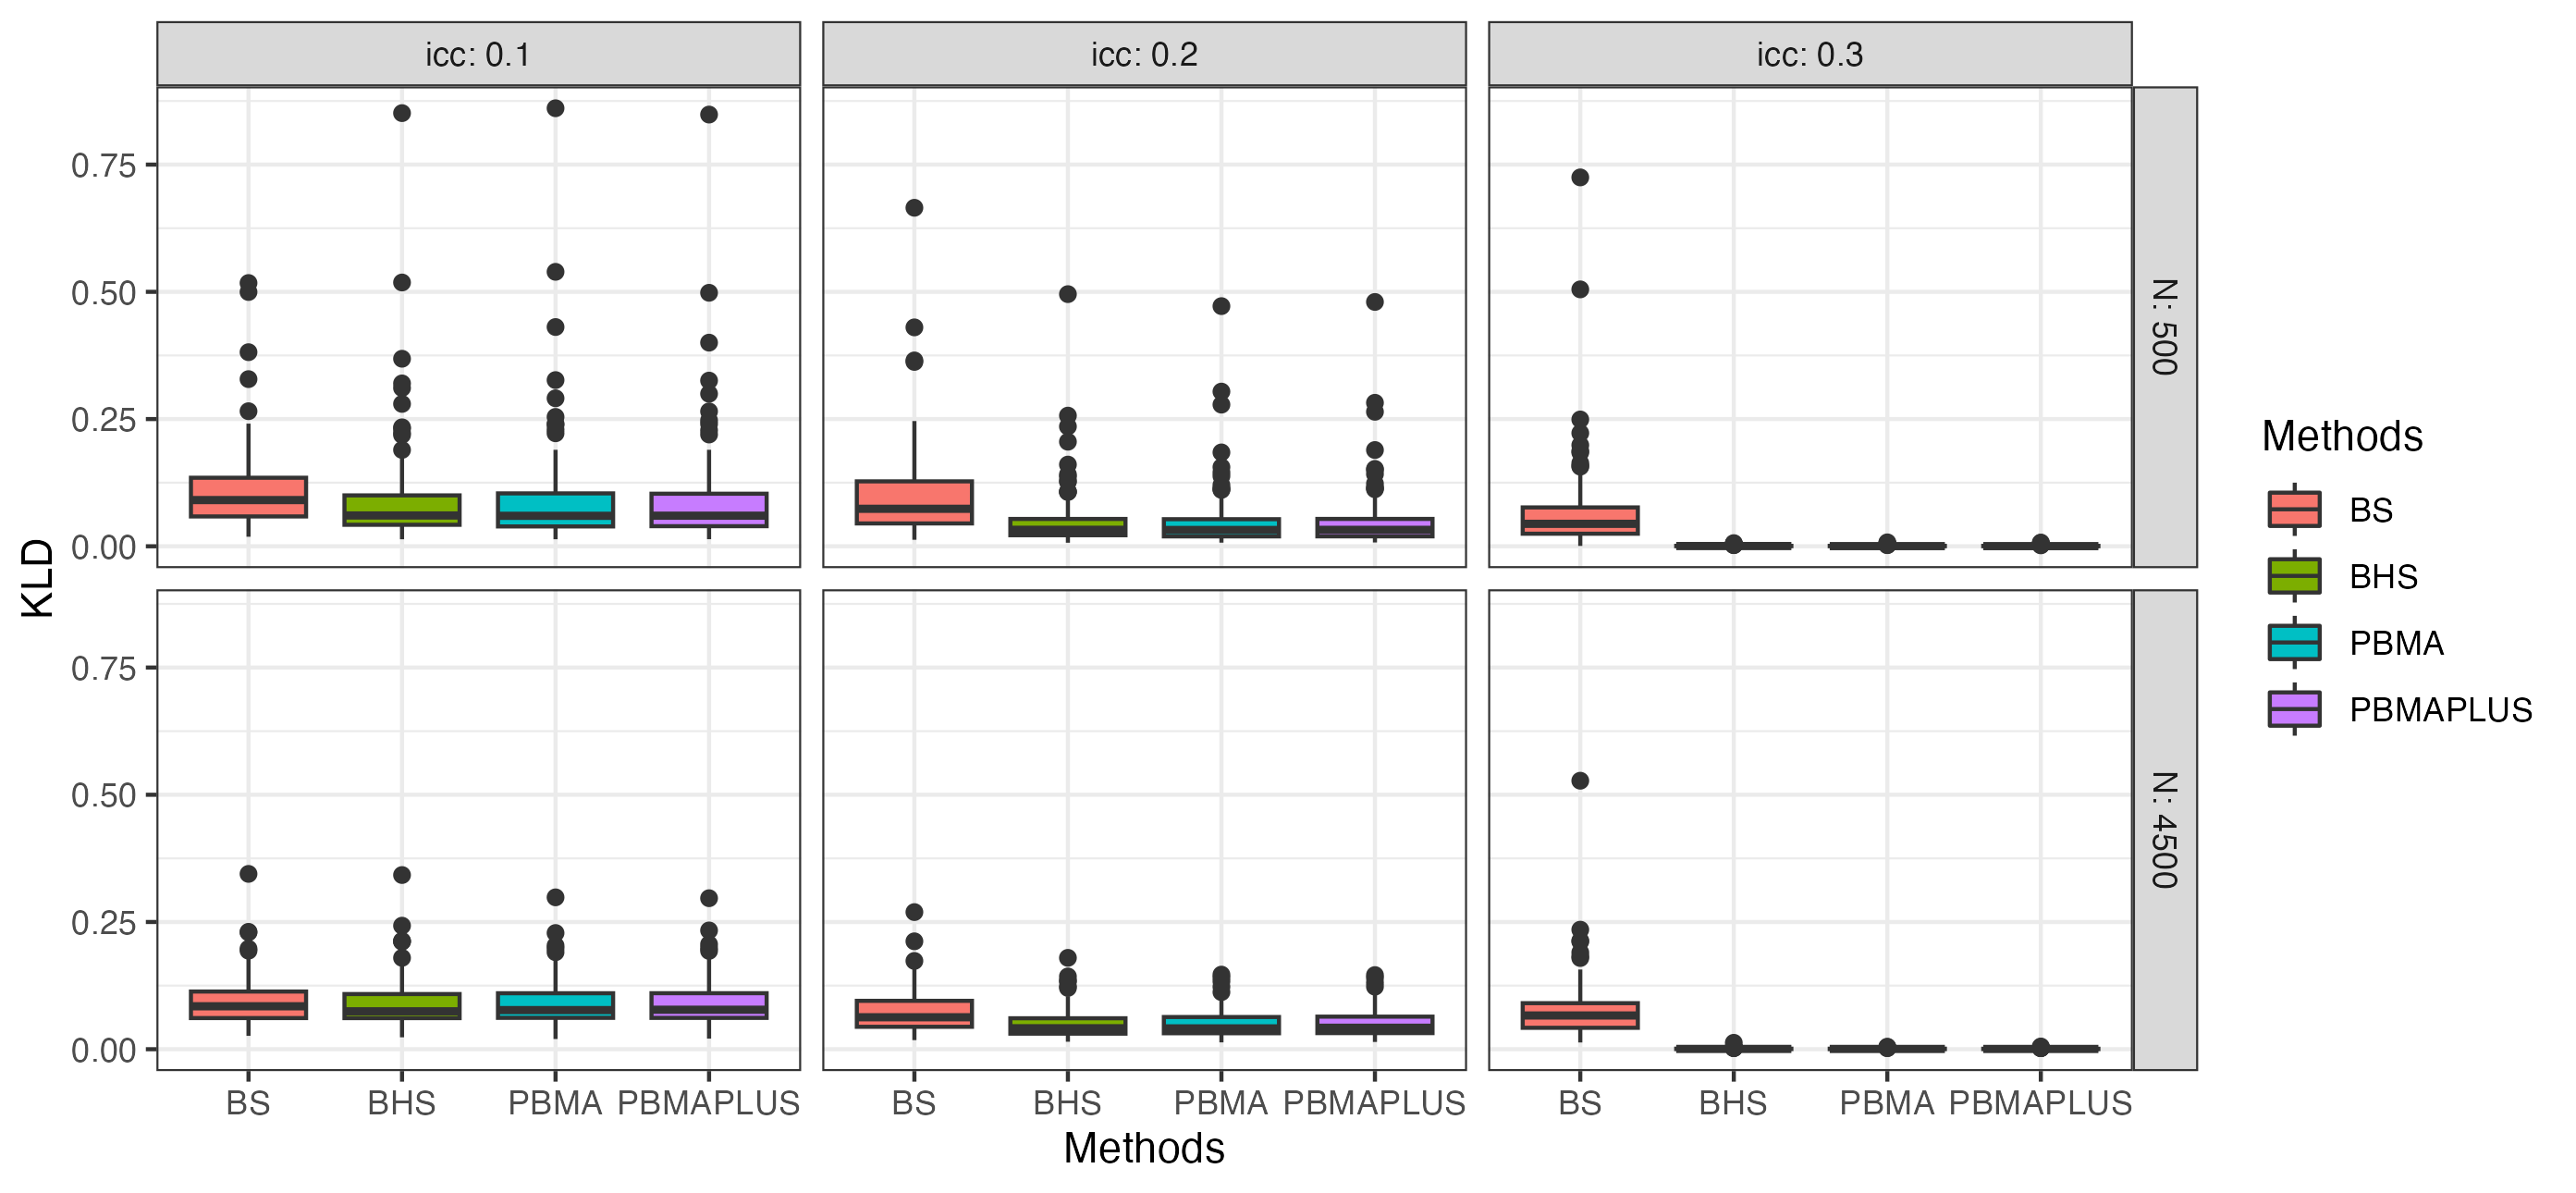 icc: 0.1
icc: 0.2
icc: 0.3
KLD
0.75
0.50
0.25
0.00
N: 500
0.75
0.50
0.25
0.00
N: 4500
BS BHS PBMA PBMAPLUS
BS BHS PBMA PBMAPLUS
BS BHS PBMA PBMAPLUS
Methods
Methods
BS
BHS
PBMA
PBMAPLUS